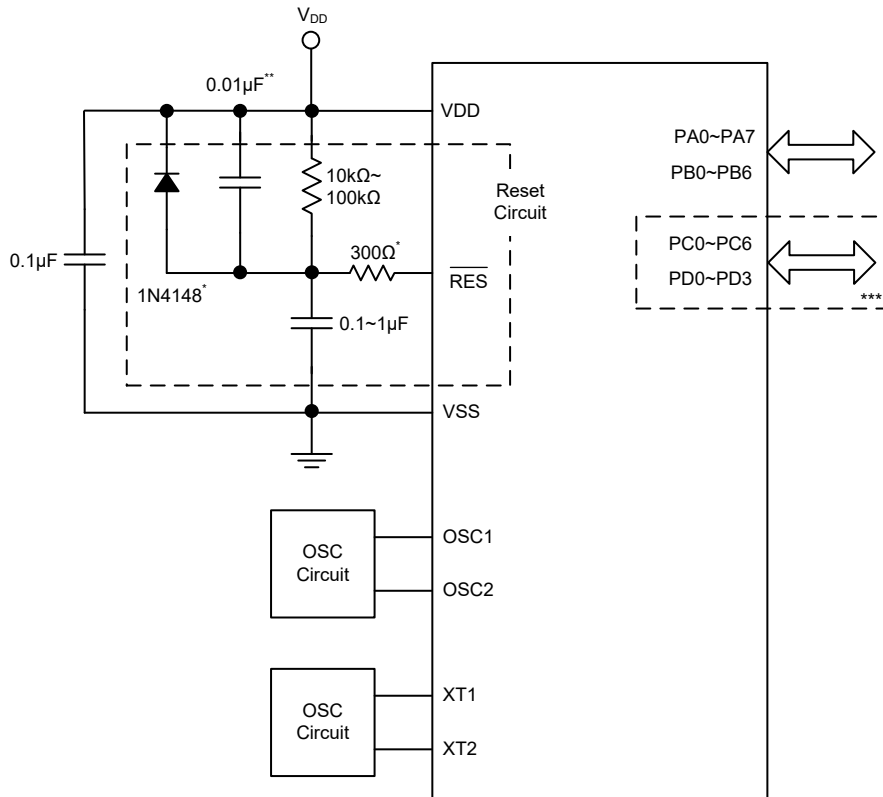 VDD
0.01µF**
VDD
PA0~PA7
PB0~PB6
10kΩ~
100kΩ
Reset
Circuit
PC0~PC6
PD0~PD3
***
0.1µF
300Ω*
RES
1N4148*
0.1~1µF
VSS
OSC
Circuit
OSC1
OSC2
OSC
Circuit
XT1
XT2